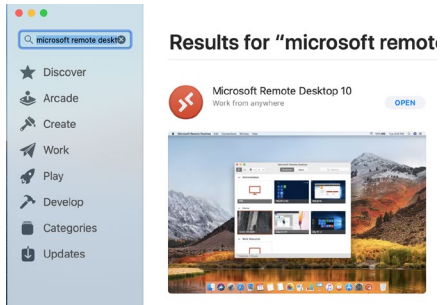 microsoft remote deskt
Results for “microsoft remote
Discover
Arcade
Create
Work
Play
Develop
Categories
Updates
Microsoft Remote Desktop 10
Work from anywhere
OPEN